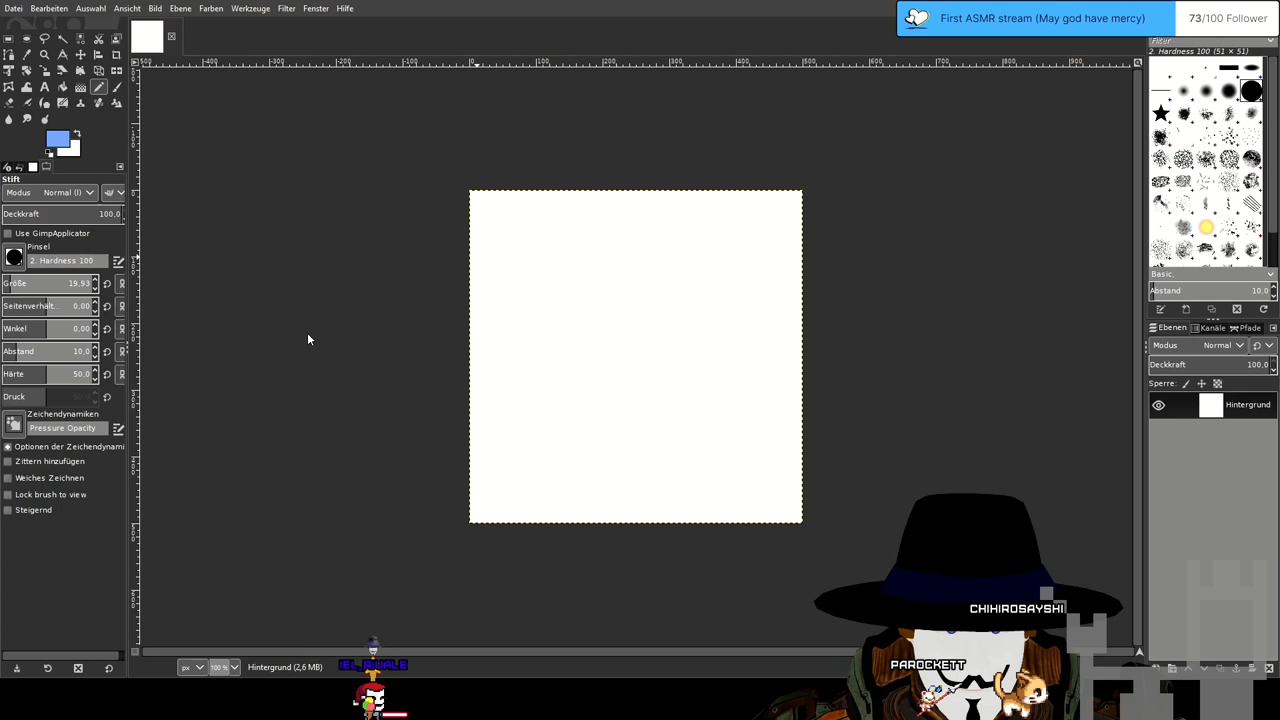 Datei Bearbeiten Auswahl Ansicht Bild Ebene Farben Werkzeuge Filter Fenster Hilfe
First ASMR stream (May god have mercy) 73/100 Follower
Filter
2. Hardness 100 (51 × 51)
Stift
Modus Normal (l)
Deckkraft 100,0
Use GimpApplicator
Pinsel
2. Hardness 100
Größe 19,93
Seitenverhält... 0,00
Winkel 0,00
Abstand 10,0
Härte 50,0
Druck
Zeichendynamiken
Pressure Opacity
Optionen der Zeichendynami
Zittern hinzufügen
Weiches Zeichnen
Lock brush to view
Steigernd
Basic,
Abstand 10,0
Ebenen Kanäle Pfade
Modus Normal
Deckkraft 100,0
Sperre:
Hintergrund
CHIHIROSAYSHI
PAROCKETT
px 100 % Hintergrund (2,6 MB)
IEL_RIVALE